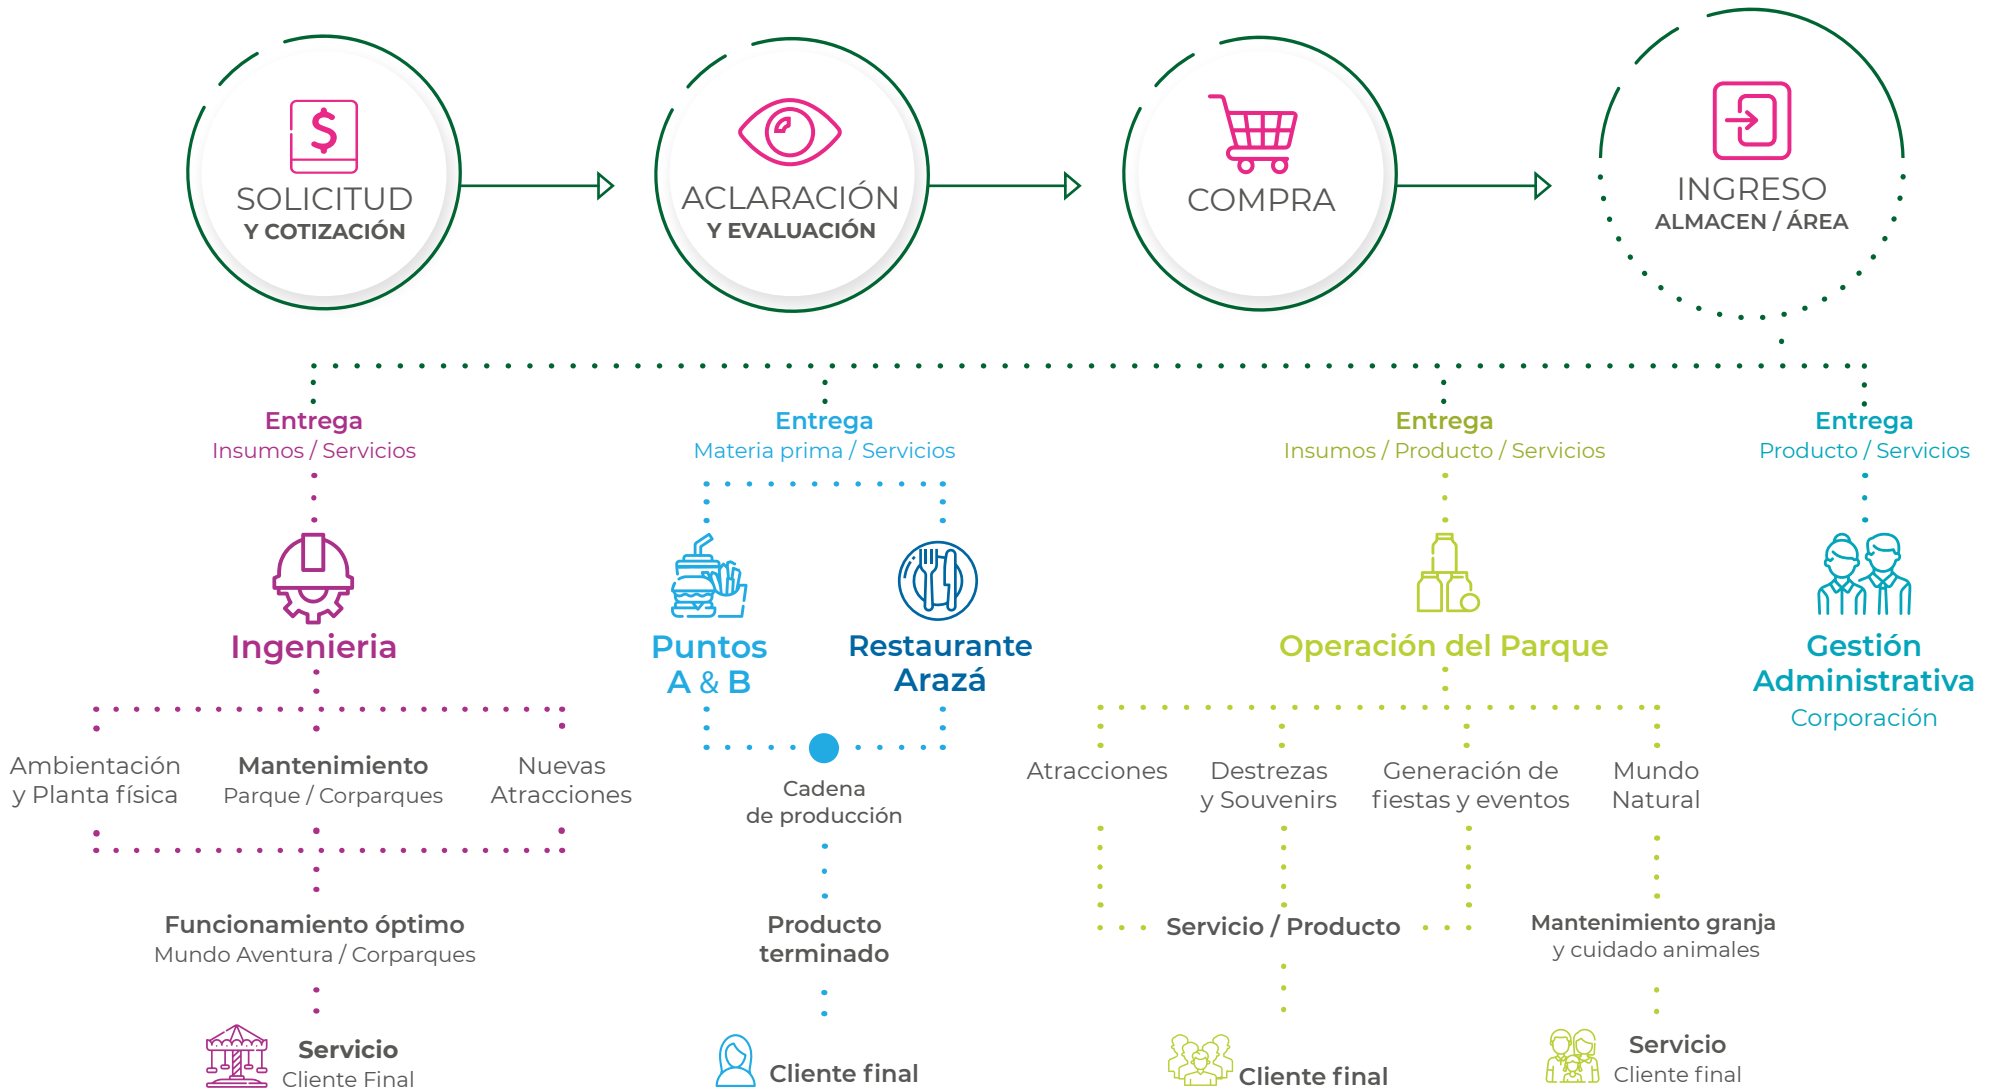 SOLICITUD
Y COTIZACIÓN
ACLARACIÓN
Y EVALUACIÓN
COMPRA
INGRESO
ALMACEN / ÁREA
Entrega
Insumos / Servicios
Ingenieria
Ambientación
y Planta física
Mantenimiento
Parque / Corparques
Nuevas
Atracciones
Funcionamiento óptimo
Mundo Aventura / Corparques
Servicio
Cliente Final
Entrega
Materia prima / Servicios
Puntos
A & B
Restaurante
Arazá
Cadena
de producción
Producto
terminado
Cliente final
Entrega
Insumos / Producto / Servicios
Operación del Parque
Atracciones
Destrezas
y Souvenirs
Generación de
fiestas y eventos
Mundo
Natural
Servicio / Producto
Cliente final
Mantenimiento granja
y cuidado animales
Servicio
Cliente final
Entrega
Producto / Servicios
Gestión
Administrativa
Corporación